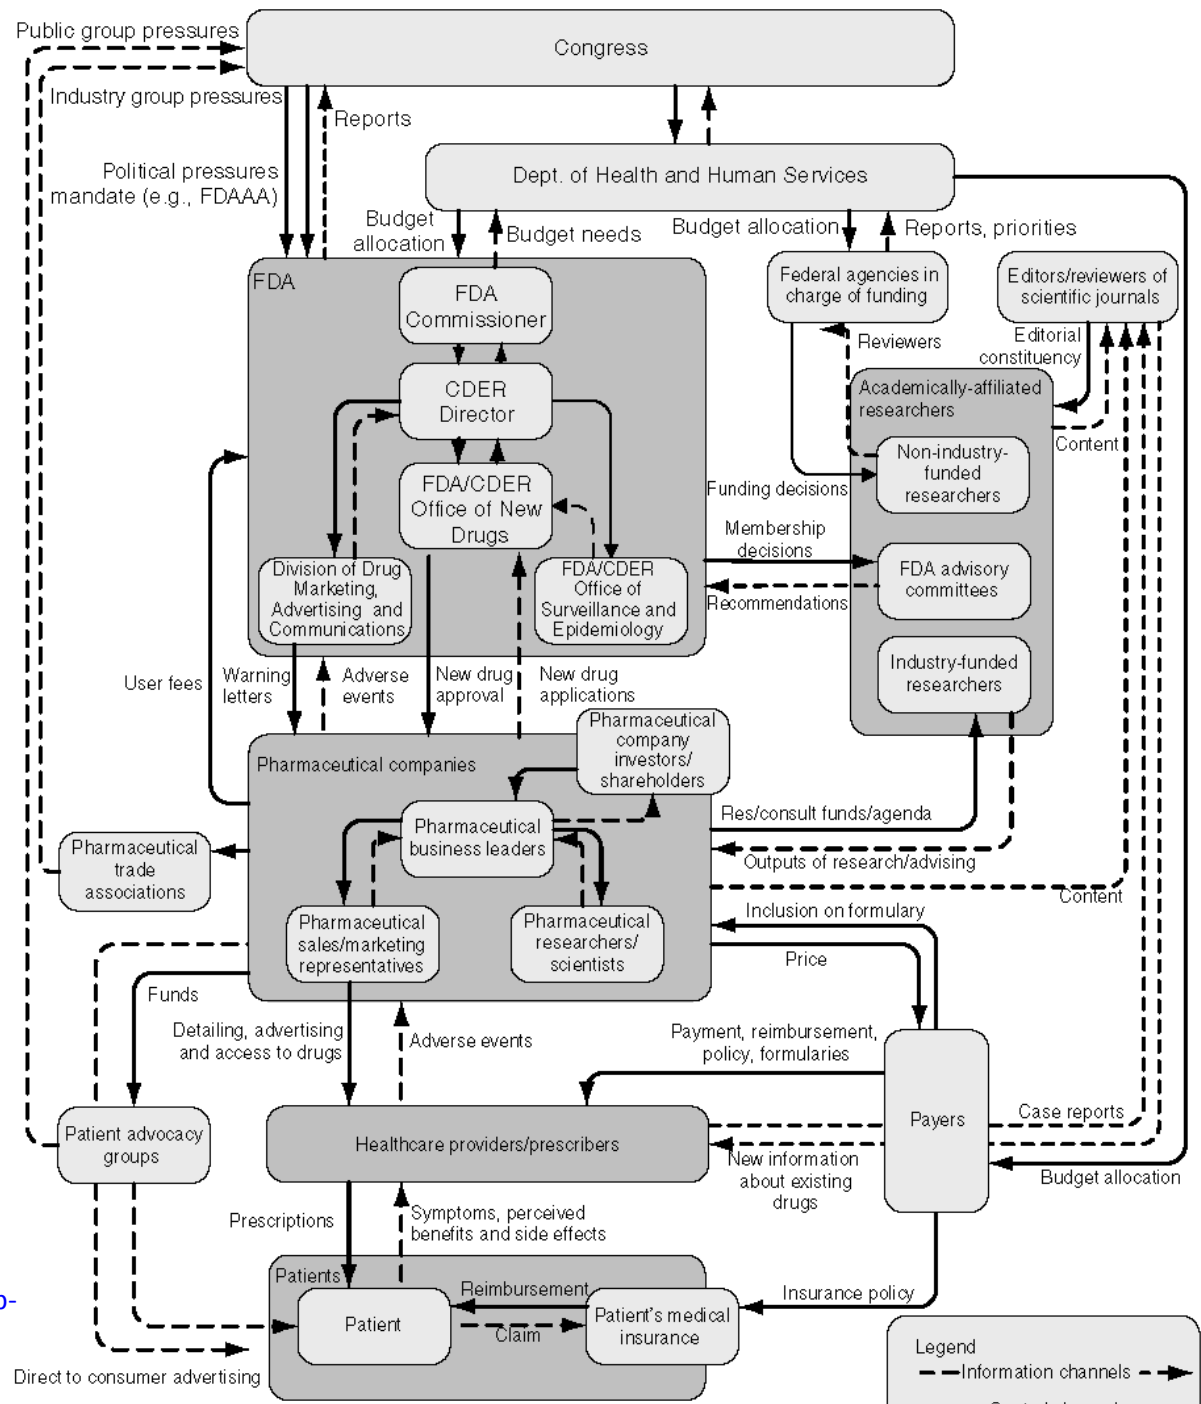 Public group pressures
Congress
Industry group pressures
Reports
Political pressures
mandate (e.g., FDAAA)
Dept. of Health and Human Services
Budget
allocation
Budget needs
Budget allocation
Reports, priorities
FDA
FDA
Commissioner
Federal agencies in
charge of funding
Editors/reviewers of
scientific journals
Reviewers
Editorial
constituency
CDER
Director
Academically-affiliated
researchers
Content
Non-industry-
funded
researchers
FDA/CDER
Office of New
Drugs
Funding decisions
Membership
decisions
Division of Drug
Marketing,
Advertising and
Communications
FDA/CDER
Office of
Surveillance and
Epidemiology
FDA advisory
committees
Recommendations
Industry-funded
researchers
User fees
Warning
letters
Adverse
events
New drug
approval
New drug
applications
Pharmaceutical
company
investors/
shareholders
Pharmaceutical companies
Pharmaceutical
business leaders
Res/consult funds/agenda
Pharmaceutical
trade
associations
Outputs of research/advising
Content
Pharmaceutical
sales/marketing
representatives
Pharmaceutical
researchers/
scientists
Inclusion on formulary
Price
Funds
Detailing, advertising
and access to drugs
Adverse events
Payment, reimbursement,
policy, formularies
Patient advocacy
groups
Healthcare providers/prescribers
Payers
Case reports
New information
about existing
drugs
Budget allocation
Prescriptions
Symptoms, perceived
benefits and side effects
Patients
Reimbursement
Insurance policy
Patient
Claim
Patient's medical
insurance
Direct to consumer advertising
Legend
Information channels